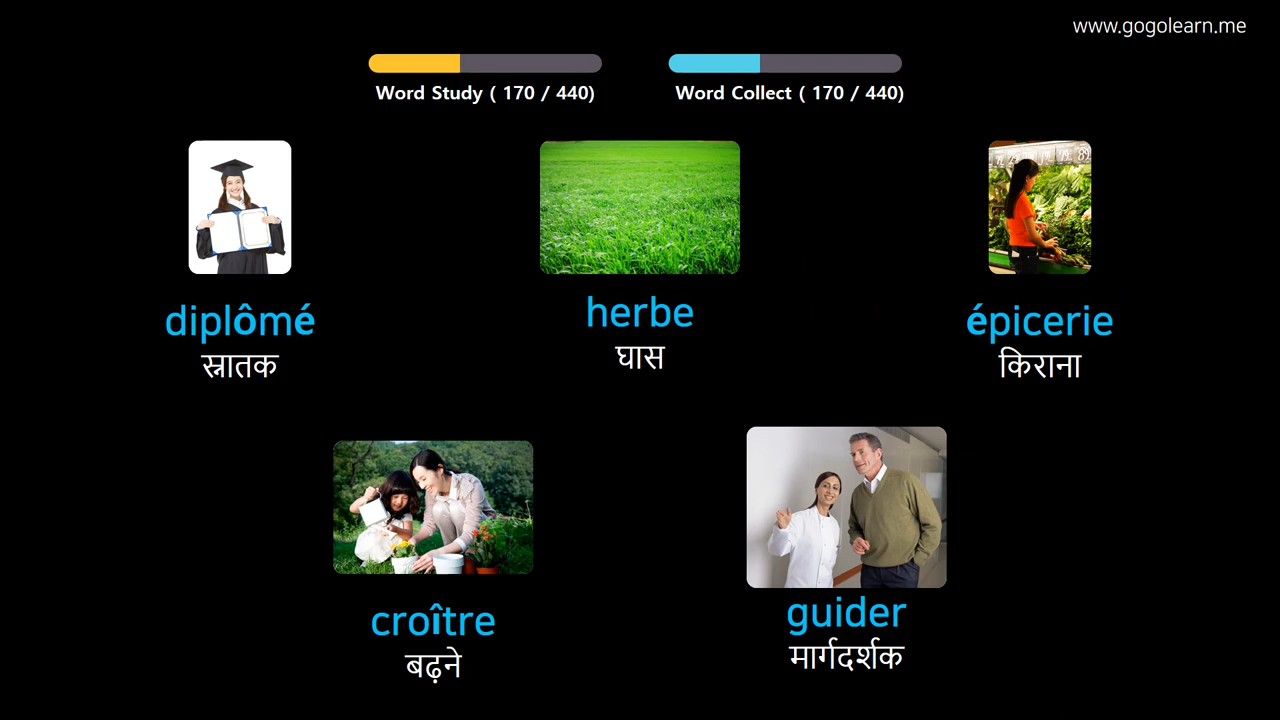 www.gogolearn.me
Word Study ( 170 / 440)
Word Collect ( 170 / 440)
diplômé
स्नातक
herbe
घास
épicerie
किराना
croître
बढ़ने
guider
मार्गदर्शक